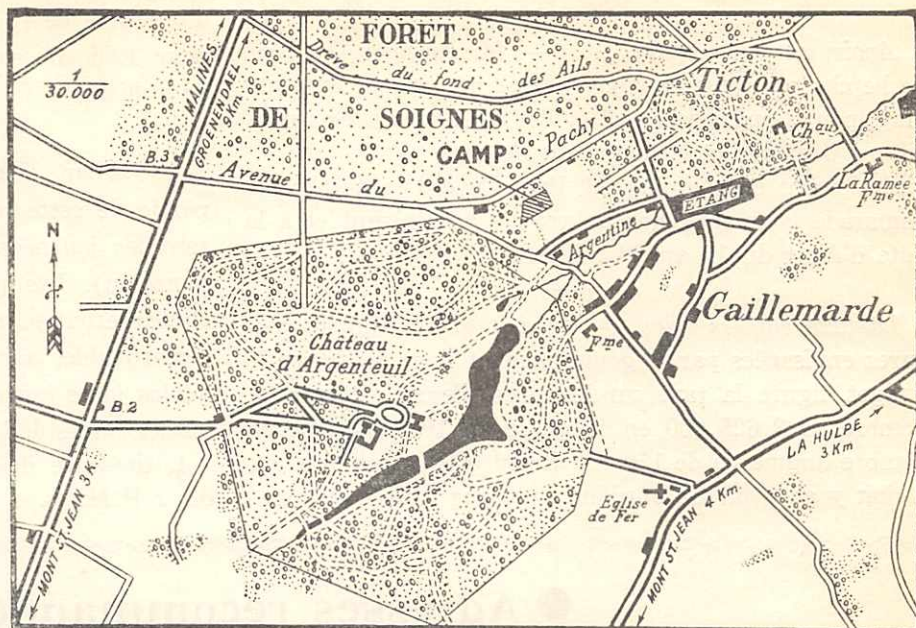 FORET
DE SOIGNES
1
30.000
MALINES
GROENENDAEL
9 Km
Drève du fond des Ails
Ticton
Chau
CAMP
Pachy
B.3
Avenue du
La Ramée
Fme
ETANG
Argentine
N
Gaillemarde
Fme
Château
d'Argenteuil
B.2
LA HULPE
3 Km
Eglise
de Fer
MONT ST JEAN 4 Km.
MONT ST JEAN 3 K.